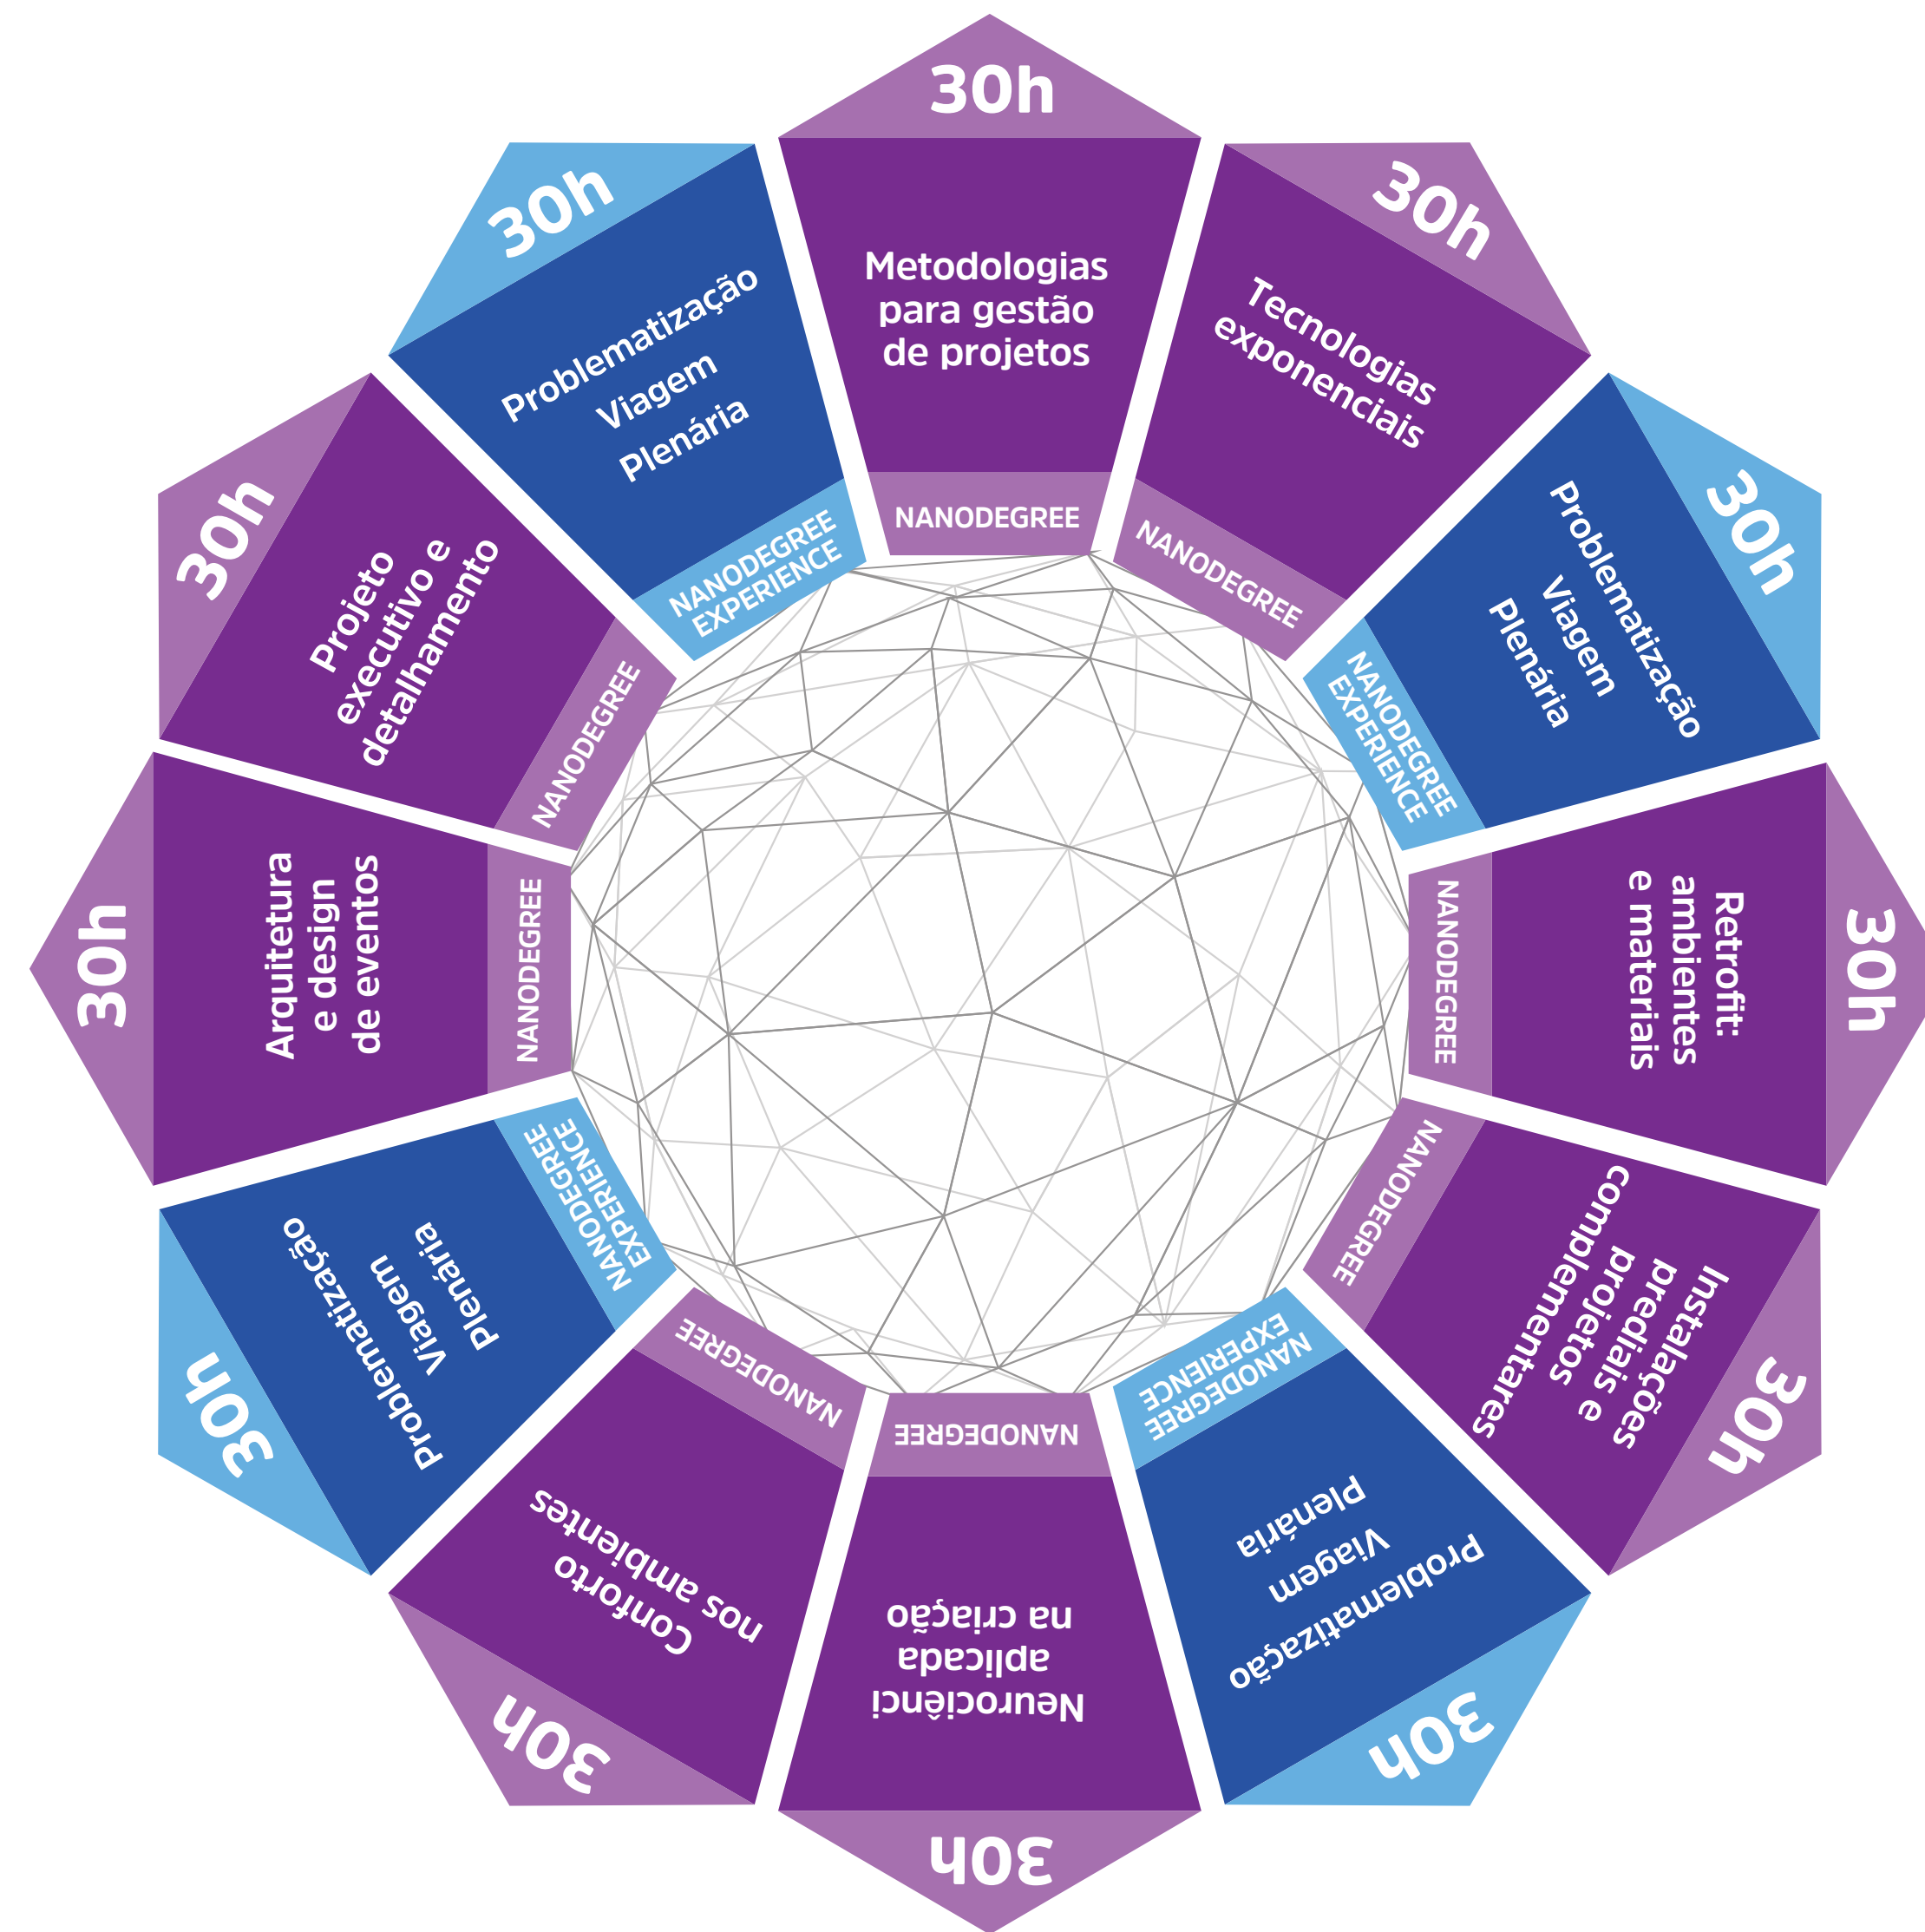 30h
Metodologias
para gestão
de projetos
NANODEGREE
30h
Tecnologias
exponenciais
NANODEGREE
30h
Problematização
Viagem
Plenária
NANODEGREE
EXPERIENCE
30h
Retrofit:
ambientes
e materiais
NANODEGREE
30h
Instalações
prediais e
projetos e
complementares
NANODEGREE
30h
Problematização
Viagem
Plenária
NANODEGREE
EXPERIENCE
30h
Neurociênci
aplicada
na criação
NANODEGREE
30h
Conforto
nos ambientes
NANODEGREE
30h
Problematização
Viagem
Plenária
NANODEGREE
EXPERIENCE
30h
Arquitetura
e design
de eventos
NANODEGREE
30h
Projeto
executivo e
detalhamento
NANODEGREE
30h
Problematização
Viagem
Plenária
NANODEGREE
EXPERIENCE